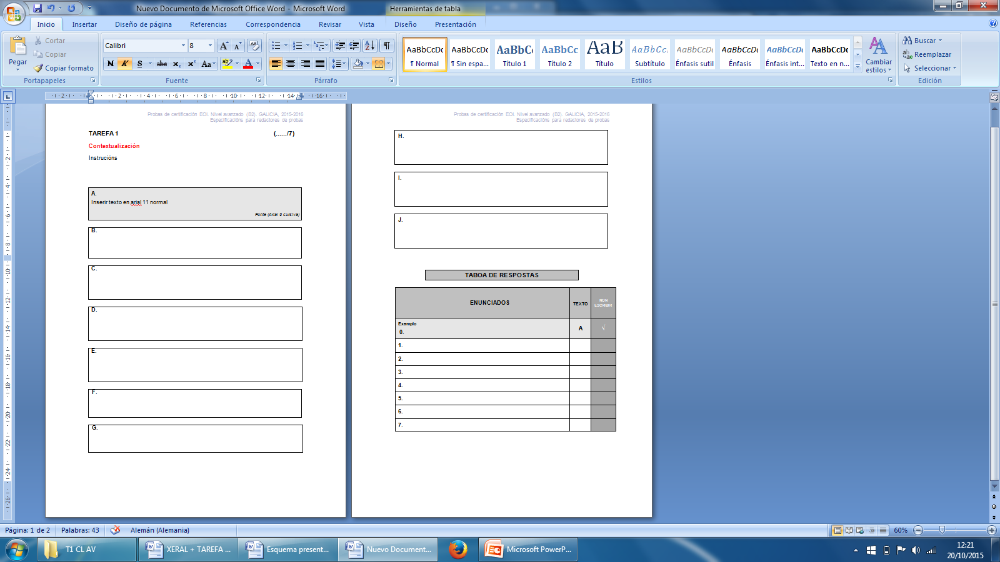 Nuevo Documento de Microsoft Office Word - Microsoft Word
Herramientas de tabla
Inicio
Insertar
Diseño de página
Referencias
Correspondencia
Revisar
Vista
Diseño
Presentación
Pegar
Cortar
Copiar
Copiar formato
Portapapeles
Calibri
8
N K S abc x₂ x² Aa
Fuente
Párrafo
AaBbCcDc
¶ Normal
AaBbCcDc
¶ Sin espa...
AaBbC
Título 1
AaBbCc
Título 2
AaB
Título
AaBbCc.
Subtítulo
AaBbCcDc
Énfasis sutil
AaBbCcDc
Énfasis
AaBbCcDc
Énfasis int...
AaBbCcDc
Texto en n...
Cambiar
estilos
Estilos
Buscar
Reemplazar
Seleccionar
Edición
Probas de certificación EOI. Nivel avanzado (B2). GALICIA, 2015-2016
Especificacións para redactores de probas
TAREFA 1 (....../7)
Contextualización
Instrucións
A.
Inserir texto en arial 11 normal
Fonte (Arial 9 cursiva)
B.
C.
D.
E.
F.
G.
Probas de certificación EOI. Nivel avanzado (B2). GALICIA, 2015-2016
Especificacións para redactores de probas
H.
I.
J.
TABOA DE RESPOSTAS
ENUNCIADOS TEXTO NON ESCRIBIR
Exemplo
0. A √
1.
2.
3.
4.
5.
6.
7.
Página: 1 de 2
Palabras: 43
Alemán (Alemania)
60%
T1 CL AV
XERAL + TAREFA ...
Esquema present...
Nuevo Document...
Microsoft PowerP...
12:21
20/10/2015